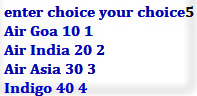 enter choice your choice5
Air Goa 10 1
Air India 20 2
Air Asia 30 3
Indigo 40 4